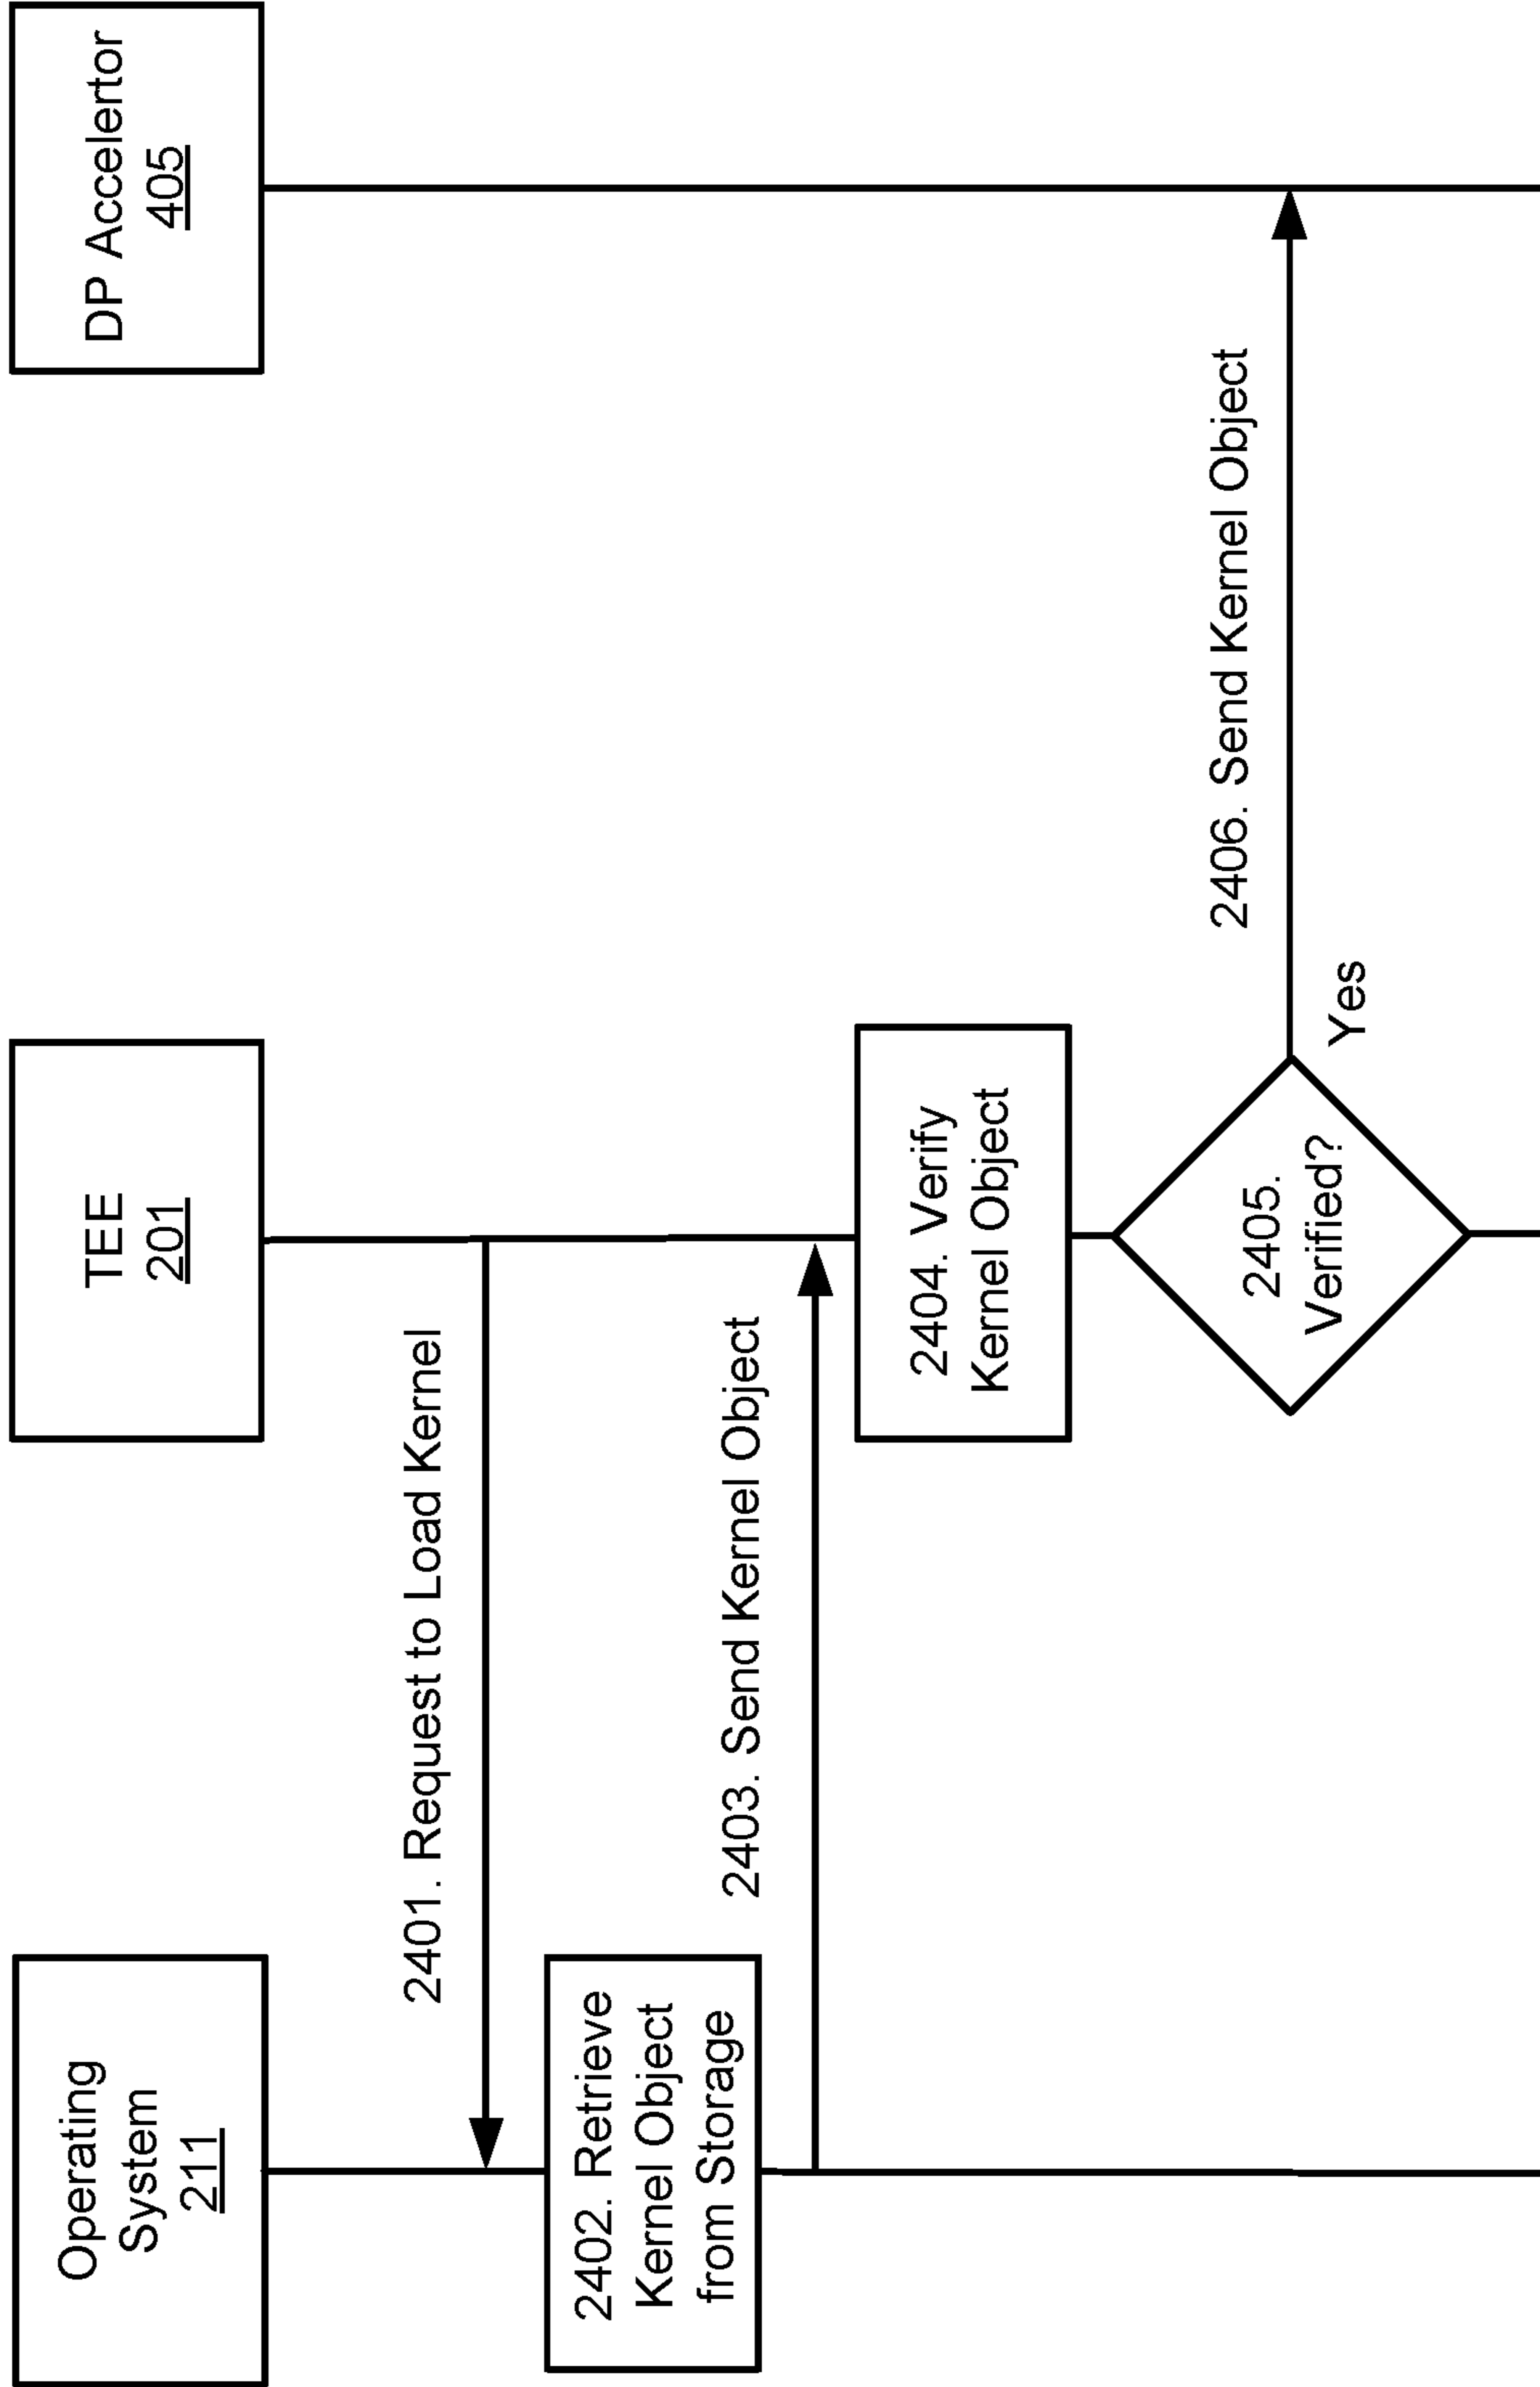 Operating
System
211
TEE
201
DP Accelertor
405
2401. Request to Load Kernel
2402. Retrieve
Kernel Object
from Storage
2403. Send Kernel Object
2404. Verify
Kernel Object
2405.
Verified?
Yes
2406. Send Kernel Object